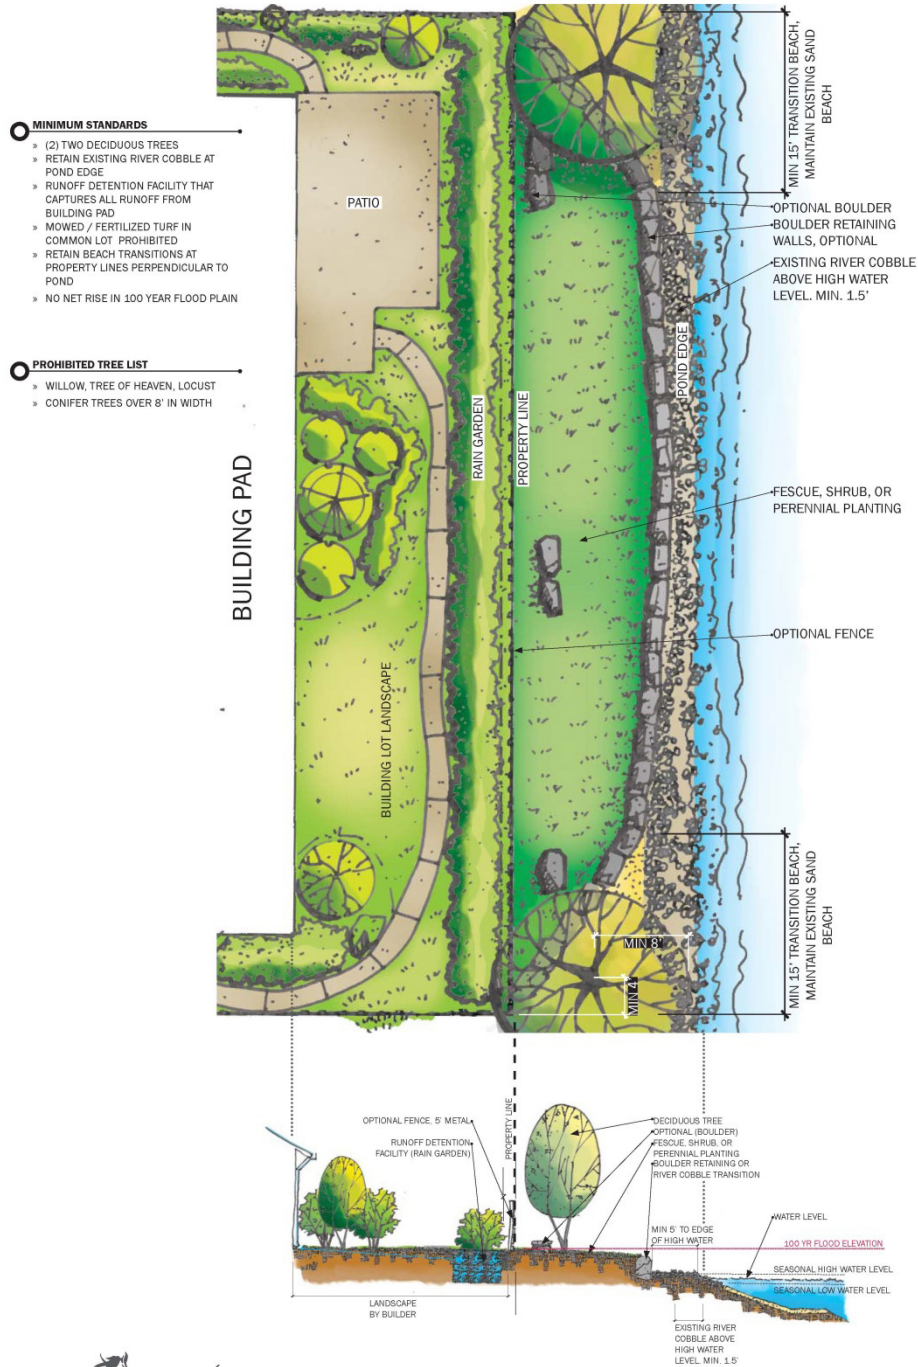 MINIMUM STANDARDS
» (2) TWO DECIDUOUS TREES
» RETAIN EXISTING RIVER COBBLE AT
POND EDGE
» RUNOFF DETENTION FACILITY THAT
CAPTURES ALL RUNOFF FROM
BUILDING PAD
» MOWED / FERTILIZED TURF IN
COMMON LOT PROHIBITED
» RETAIN BEACH TRANSITIONS AT
PROPERTY LINES PERPENDICULAR TO
POND
» NO NET RISE IN 100 YEAR FLOOD PLAIN
PROHIBITED TREE LIST
» WILLOW, TREE OF HEAVEN, LOCUST
» CONIFER TREES OVER 8' IN WIDTH
BUILDING PAD
PATIO
BUILDING LOT LANDSCAPE
RAIN GARDEN
PROPERTY LINE
POND EDGE
MIN 15' TRANSITION BEACH,
MAINTAIN EXISTING SAND
BEACH
OPTIONAL BOULDER
BOULDER RETAINING
WALLS, OPTIONAL
EXISTING RIVER COBBLE
ABOVE HIGH WATER
LEVEL. MIN. 1.5'
FESCUE, SHRUB, OR
PERENNIAL PLANTING
OPTIONAL FENCE
MIN 15' TRANSITION BEACH,
MAINTAIN EXISTING SAND
BEACH
MIN 8'
MIN 4'
OPTIONAL FENCE. 5' METAL
RUNOFF DETENTION
FACILITY (RAIN GARDEN)
PROPERTY LINE
DECIDUOUS TREE
OPTIONAL (BOULDER)
FESCUE, SHRUB, OR
PERENNIAL PLANTING
BOULDER RETAINING OR
RIVER COBBLE TRANSITION
MIN 5' TO EDGE
OF HIGH WATER
WATER LEVEL
100 YR FLOOD ELEVATION
SEASONAL HIGH WATER LEVEL
SEASONAL LOW WATER LEVEL
LANDSCAPE
BY BUILDER
EXISTING RIVER
COBBLE ABOVE
HIGH WATER
LEVEL. MIN. 1.5'